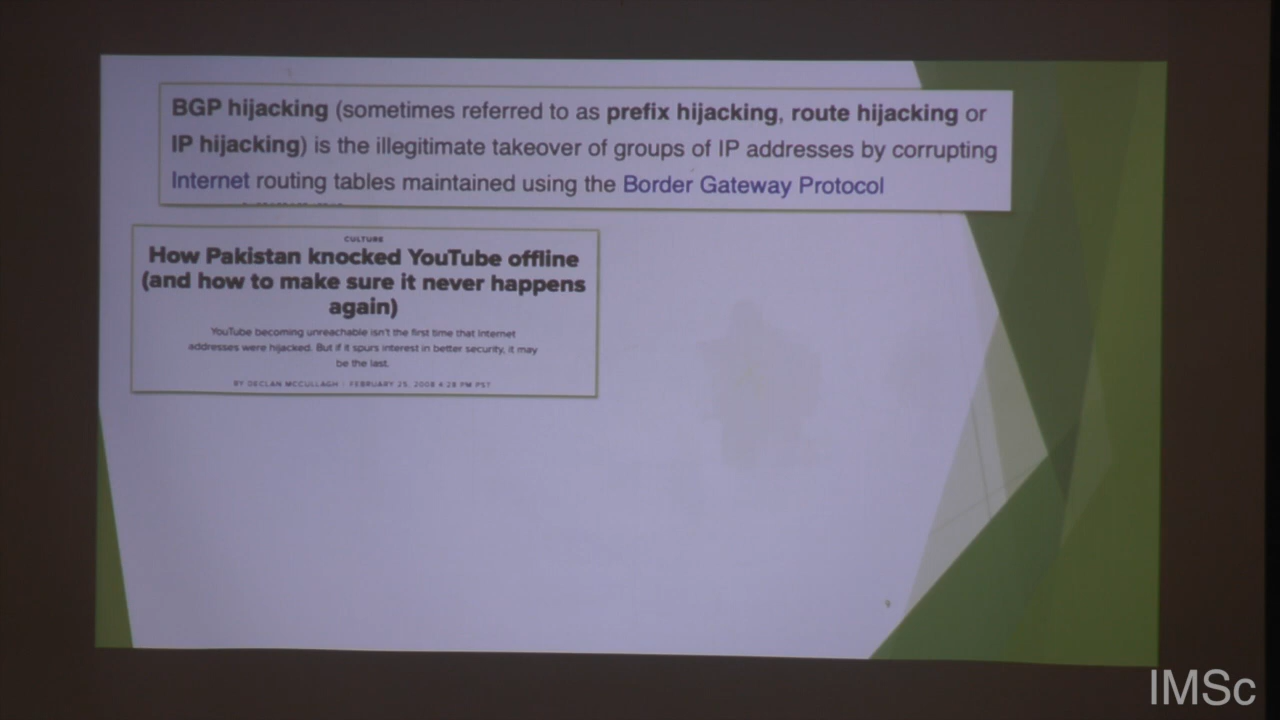 BGP hijacking (sometimes referred to as prefix hijacking, route hijacking or
IP hijacking) is the illegitimate takeover of groups of IP addresses by corrupting
Internet routing tables maintained using the Border Gateway Protocol
CULTURE
How Pakistan knocked YouTube offline
(and how to make sure it never happens
again)
YouTube becoming unreachable isn't the first time that Internet
addresses were hijacked. But if it spurs interest in better security, it may
be the last.
BY DECLAN MCCULLAGH | FEBRUARY 25, 2008 4:28 PM PST
IMSc